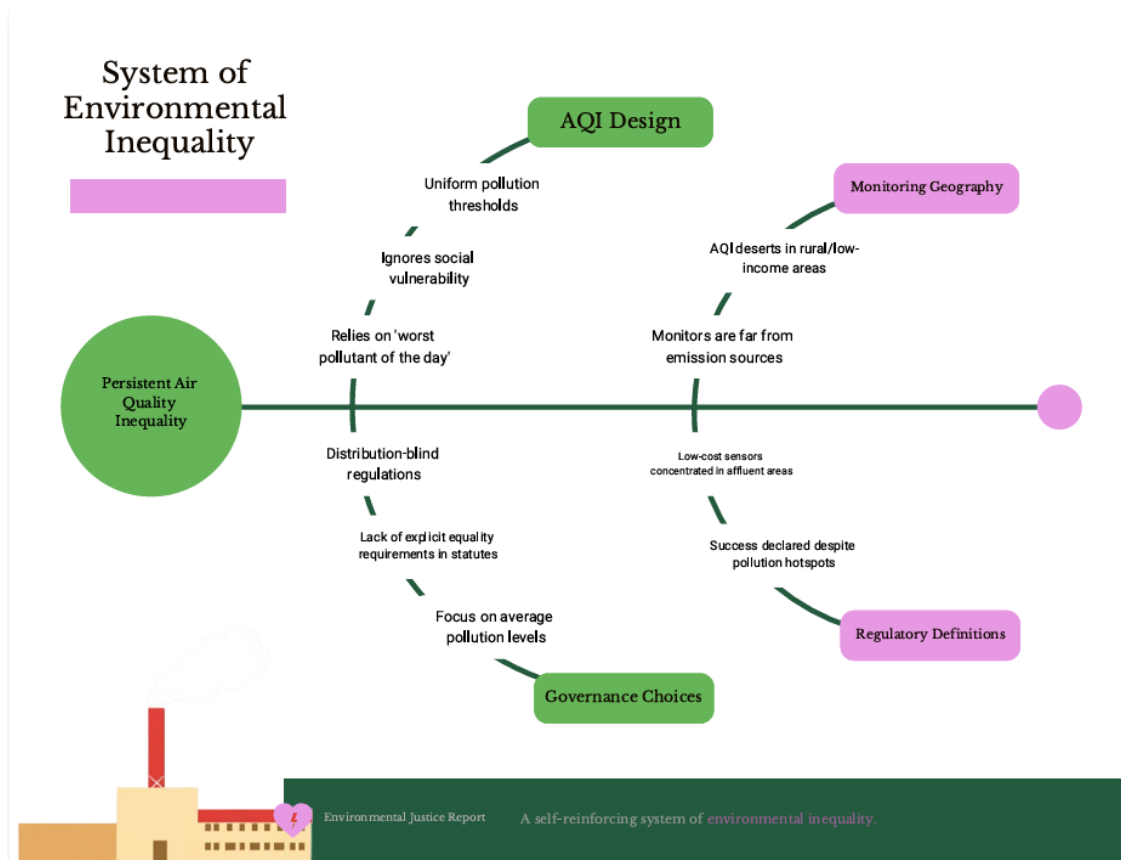 System of
Environmental
Inequality
AQI Design
Uniform pollution
thresholds
Ignores social
vulnerability
Relies on 'worst
pollutant of the day'
Monitoring Geography
AQI deserts in rural/low-
income areas
Monitors are far from
emission sources
Persistent Air
Quality
Inequality
Distribution-blind
regulations
Lack of explicit equality
requirements in statutes
Focus on average
pollution levels
Governance Choices
Low-cost sensors
concentrated in affluent areas
Success declared despite
pollution hotspots
Regulatory Definitions
Environmental Justice Report
A self-reinforcing system of environmental inequality.